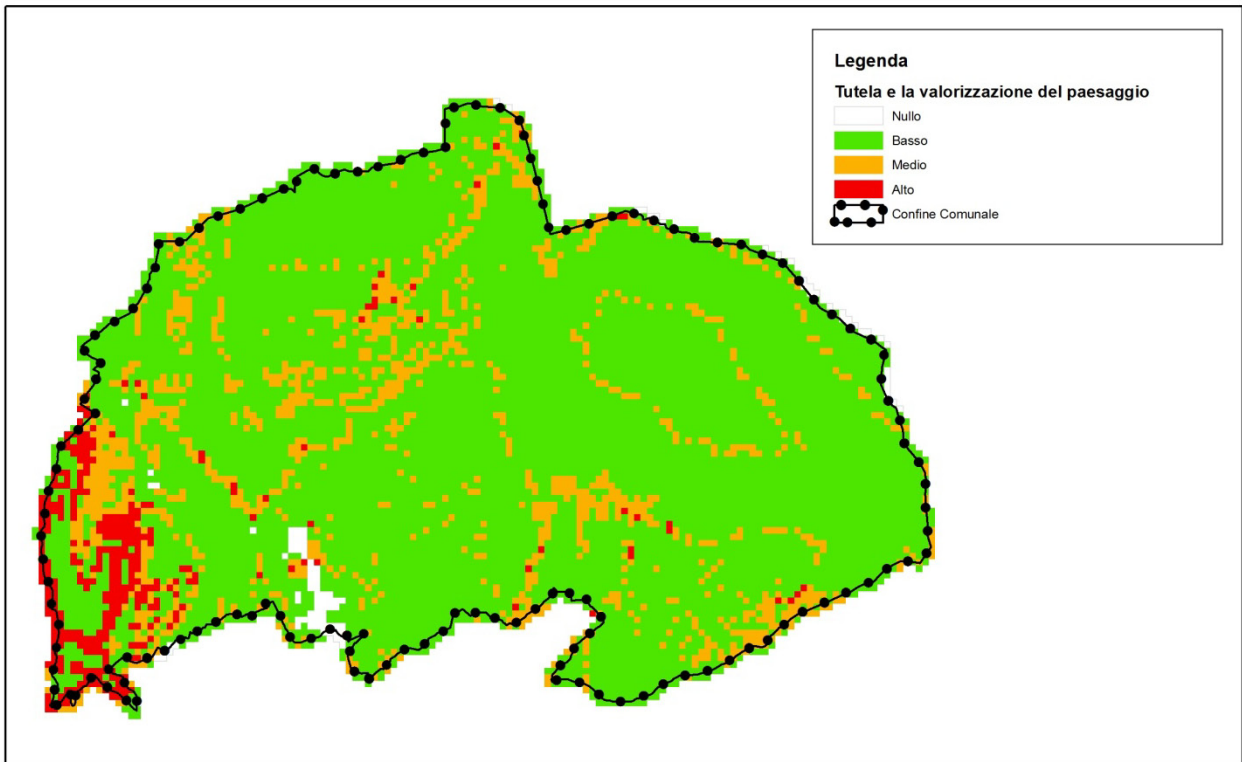 Legenda
Tutela e la valorizzazione del paesaggio
Nullo
Basso
Medio
Alto
Confine Comunale